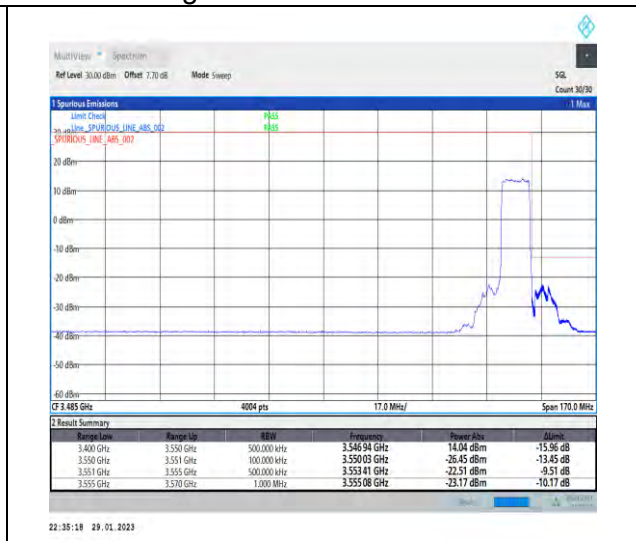 MultiView Spectrum
Ref Level 30.00 dBm Offset 7.70 dB Mode Sweep
SGL
Count 30/30
1 Spurious Emissions 1 Max
Limit Check PASS
Line _SPURIOUS_LINE_ABS_002 PASS
_SPURIOUS_LINE_ABS_002
20 dBm
10 dBm
0 dBm
-10 dBm
-20 dBm
-30 dBm
-40 dBm
-50 dBm
-60 dBm
CF 3.485 GHz 4004 pts 17.0 MHz/ Span 170.0 MHz
2 Result Summary
Range Low Range Up RBW Frequency Power Abs ΔLimit
3.400 GHz 3.550 GHz 500.000 kHz 3.546 94 GHz 14.04 dBm -15.96 dB
3.550 GHz 3.551 GHz 100.000 kHz 3.550 03 GHz -26.45 dBm -13.45 dB
3.551 GHz 3.555 GHz 500.000 kHz 3.553 41 GHz -22.51 dBm -9.51 dB
3.555 GHz 3.570 GHz 1.000 MHz 3.555 08 GHz -23.17 dBm -10.17 dB
22:35:18 29.01.2023